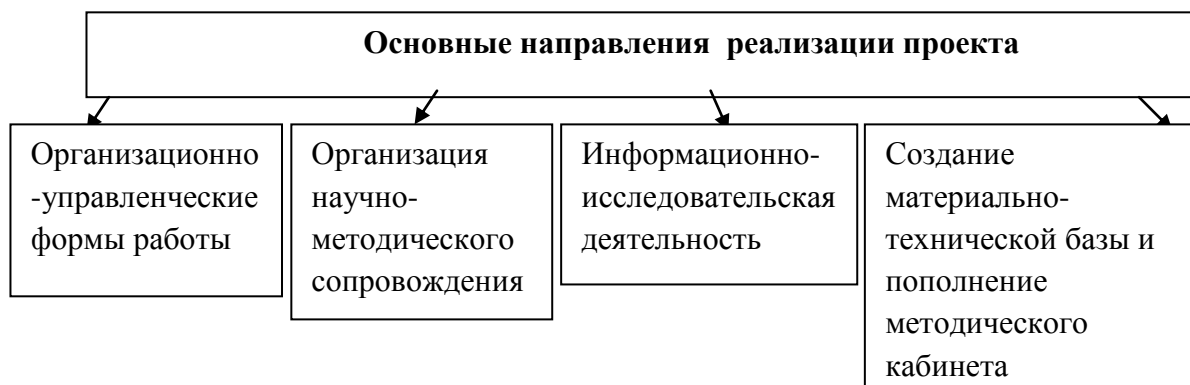 Основные направления реализации проекта
Организационно
-управленческие
формы работы
Организация
научно-
методического
сопровождения
Информационно-
исследовательская
деятельность
Создание
материально-
технической базы и
пополнение
методического
кабинета